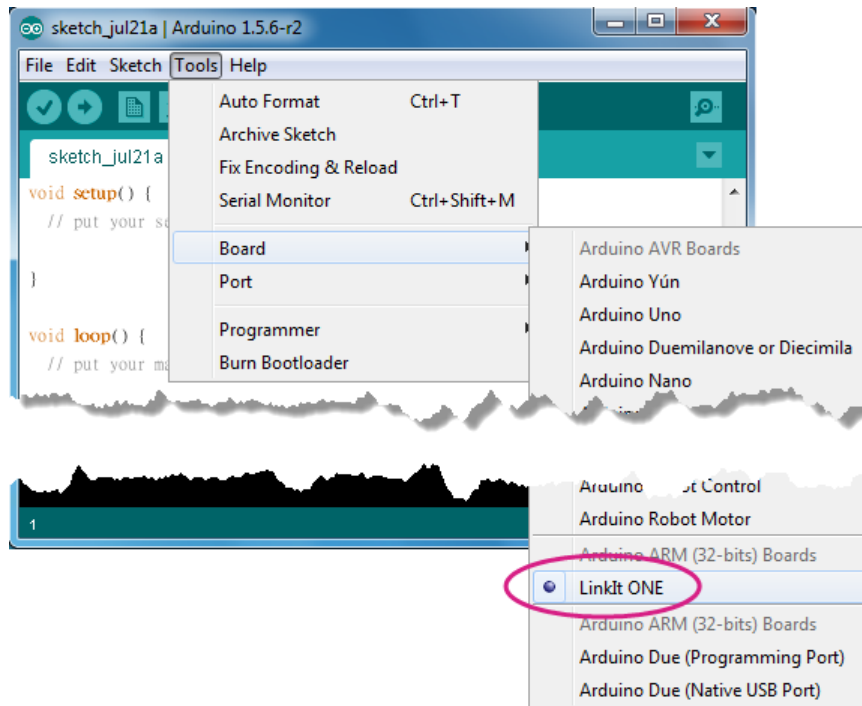 sketch_jul21a | Arduino 1.5.6-r2
File Edit Sketch Tools Help
Auto Format Ctrl+T
Archive Sketch
Fix Encoding & Reload
Serial Monitor Ctrl+Shift+M
Board
Port
Programmer
Burn Bootloader
sketch_jul21a
void setup() {
// put your
}
void loop() {
// put your
Arduino AVR Boards
Arduino Yún
Arduino Uno
Arduino Duemilanove or Diecimila
Arduino Nano
Arduino Control
Arduino Robot Motor
Arduino ARM (32-bits) Boards
LinkIt ONE
Arduino ARM (32-bits) Boards
Arduino Due (Programming Port)
Arduino Due (Native USB Port)
1